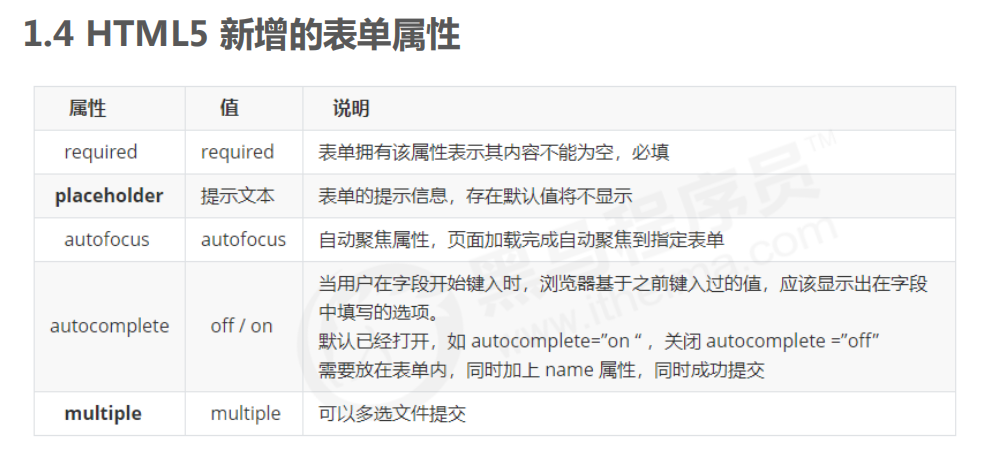 1.4 HTML5 新增的表单属性
属性 值 说明
required required 表单拥有该属性表示其内容不能为空，必填
placeholder 提示文本 表单的提示信息，存在默认值将不显示
autofocus autofocus 自动聚焦属性，页面加载完成自动聚焦到指定表单
autocomplete off / on 当用户在字段开始键入时，浏览器基于之前键入过的值，应该显示出在字段
中填写的选项。
默认已经打开，如 autocomplete=”on “ ，关闭 autocomplete =”off”
需要放在表单内，同时加上 name 属性，同时成功提交
multiple multiple 可以多选文件提交
黑马程序员™
www.itheima.com